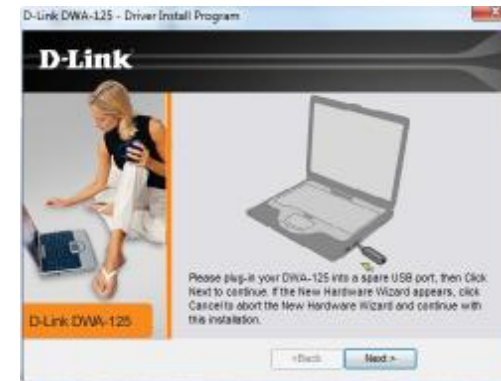 D-Link DWA-125 - Driver Install Program
D-Link
Please plug-in your DWA-125 into a spare USB port, then Click
Next to continue. If the New Hardware Wizard appears, click
Cancel to abort the New Hardware Wizard and continue with
this installation.
D-Link DWA-125
<Back
Next >